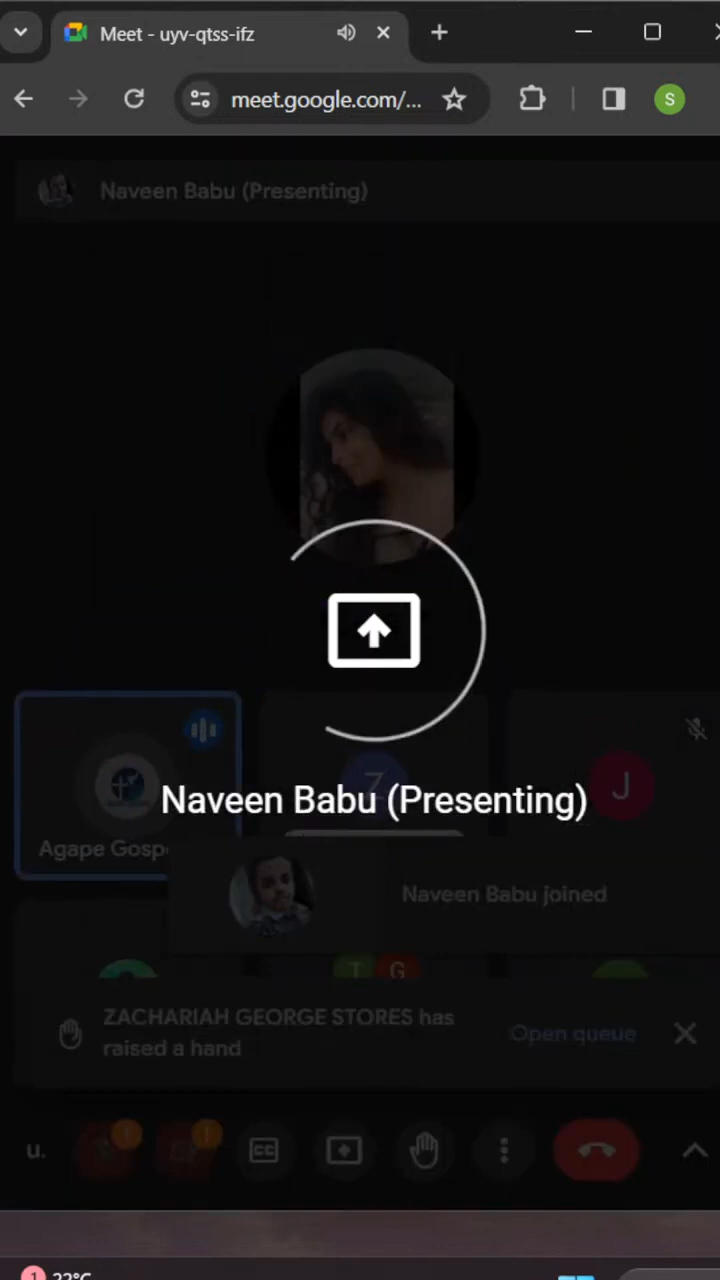 Meet - uyv-qtss-ifz
meet.google.com/...
S
Naveen Babu (Presenting)
Z
J
Naveen Babu (Presenting)
Agape Gosp
Naveen Babu joined
T G
ZACHARIAH GEORGE STORES has
raised a hand
Open queue
u.
CC
1 22°C